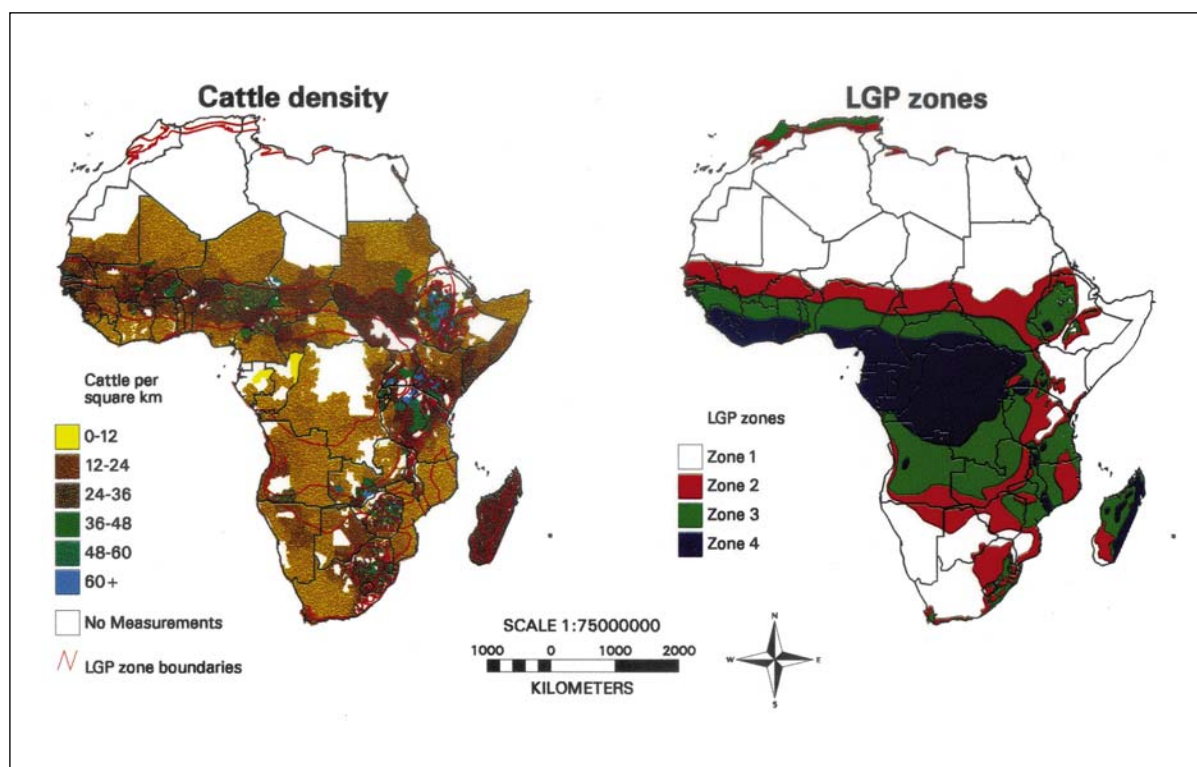 Cattle density
Cattle per
square km
0-12
12-24
24-36
36-48
48-60
60+
No Measurements
LGP zone boundaries
LGP zones
LGP zones
Zone 1
Zone 2
Zone 3
Zone 4
SCALE 1:75000000
1000 0 1000 2000
KILOMETERS
N
W E
S